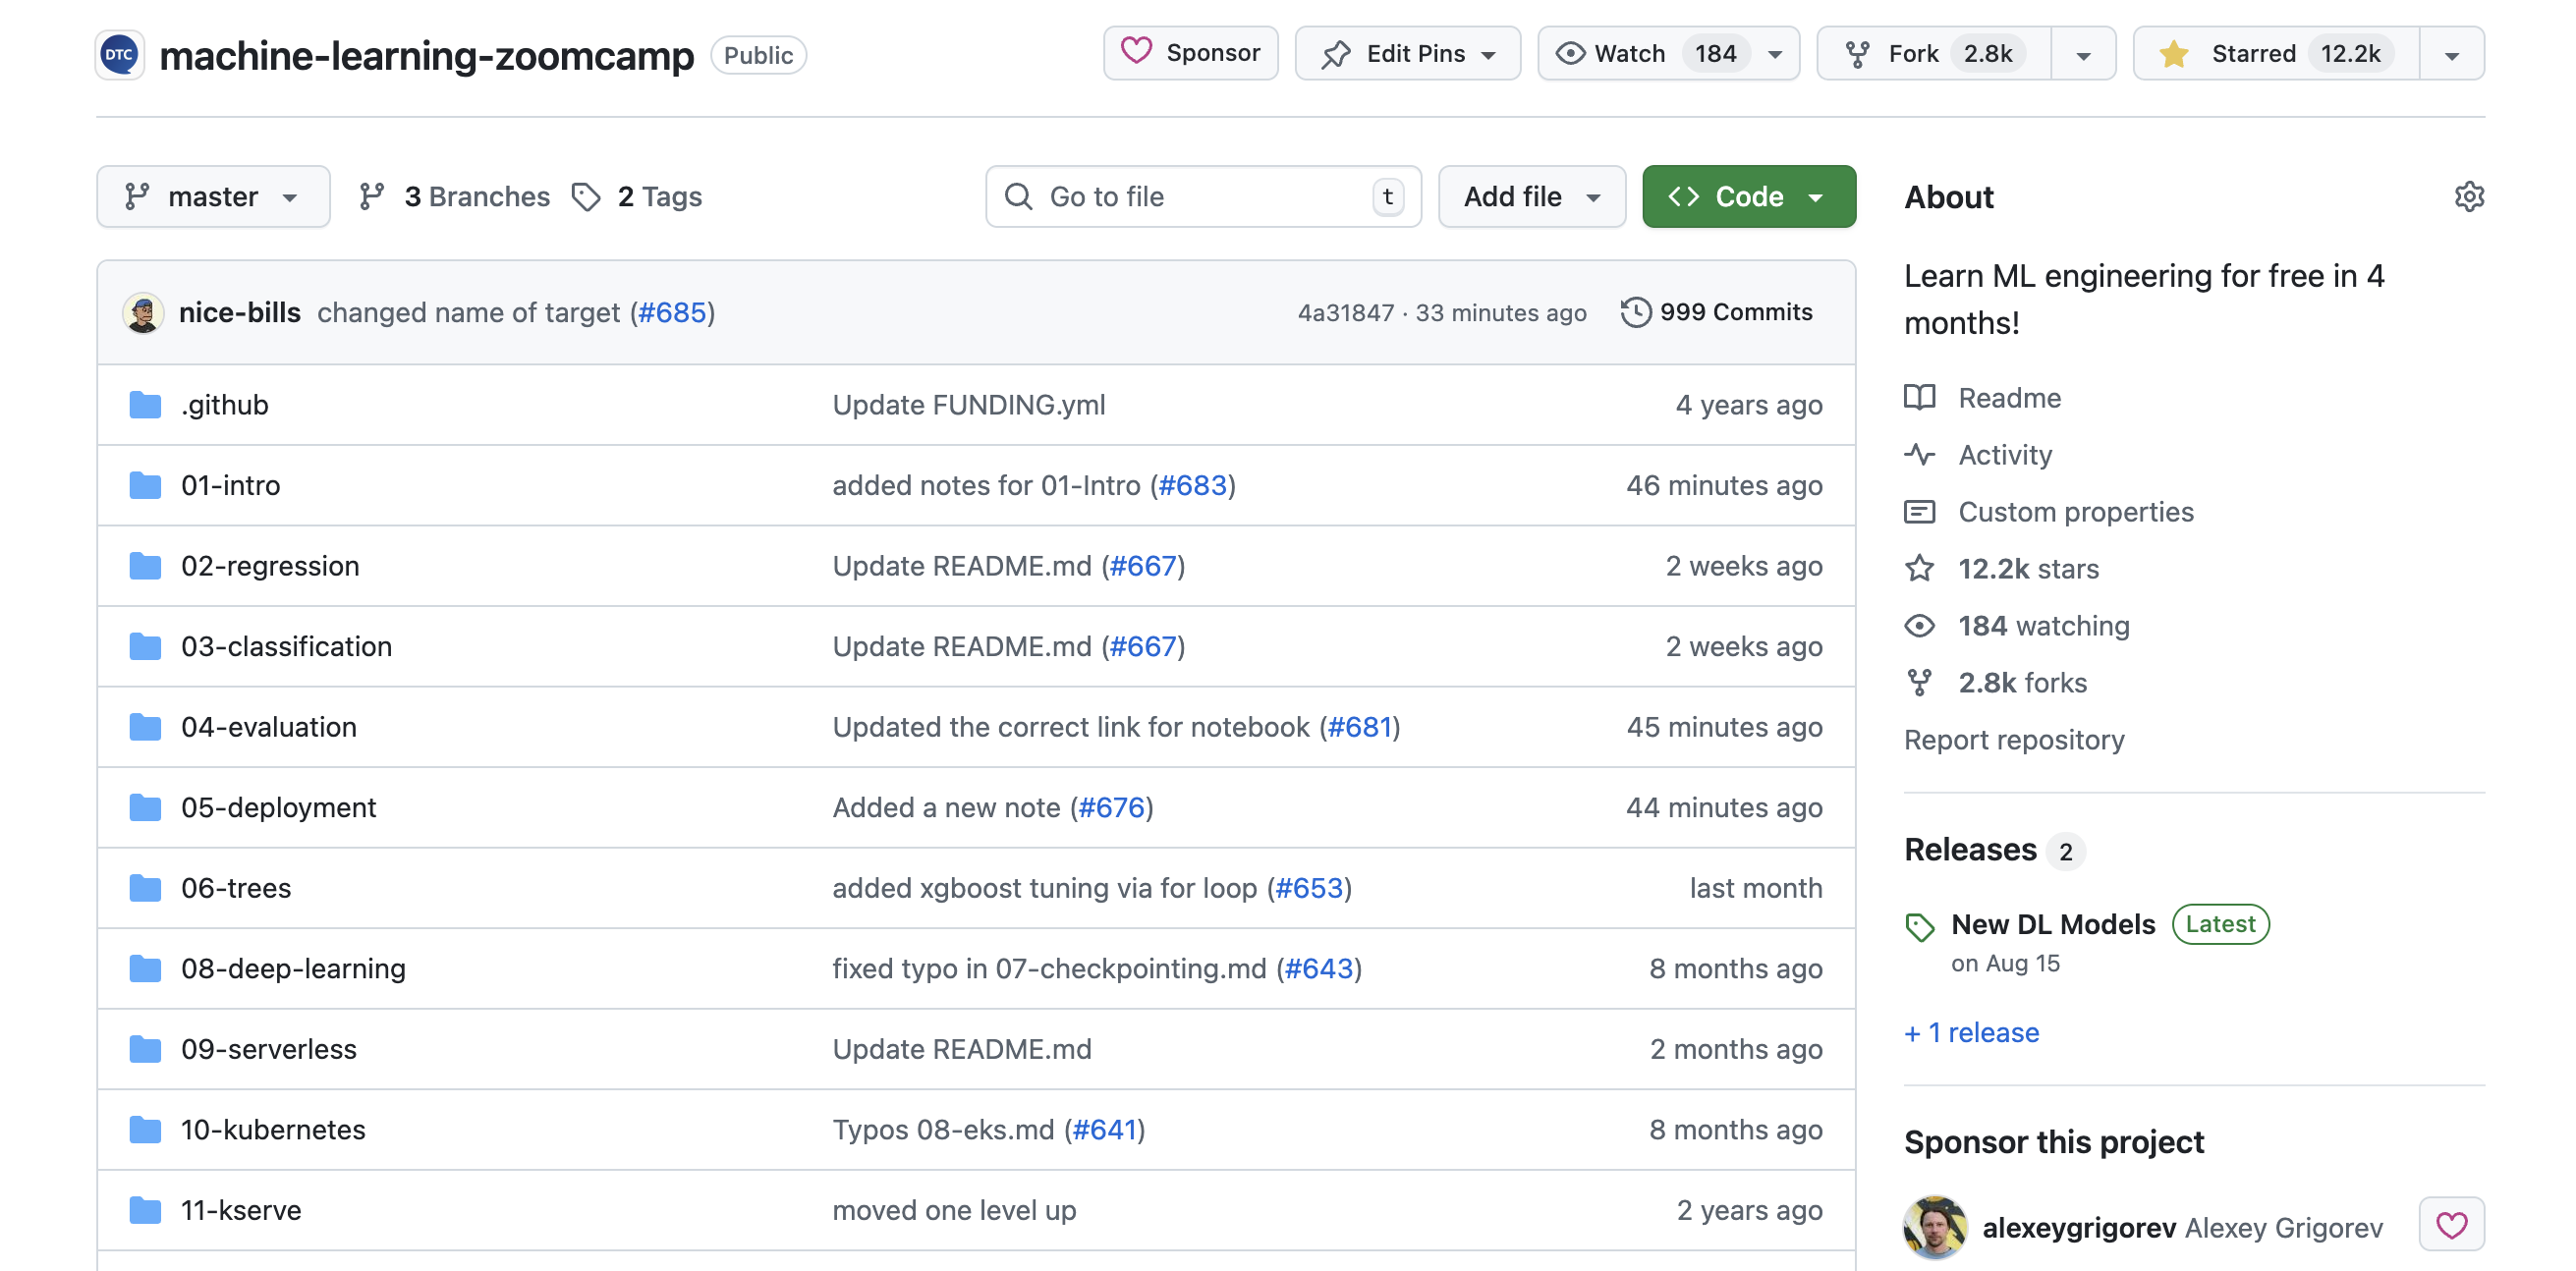 DTC machine-learning-zoomcamp Public Sponsor Edit Pins Watch 184 Fork 2.8k Starred 12.2k
master 3 Branches 2 Tags Go to file t Add file Code
nice-bills changed name of target (#685) 4a31847 · 33 minutes ago 999 Commits
.github Update FUNDING.yml 4 years ago
01-intro added notes for 01-Intro (#683) 46 minutes ago
02-regression Update README.md (#667) 2 weeks ago
03-classification Update README.md (#667) 2 weeks ago
04-evaluation Updated the correct link for notebook (#681) 45 minutes ago
05-deployment Added a new note (#676) 44 minutes ago
06-trees added xgboost tuning via for loop (#653) last month
08-deep-learning fixed typo in 07-checkpointing.md (#643) 8 months ago
09-serverless Update README.md 2 months ago
10-kubernetes Typos 08-eks.md (#641) 8 months ago
11-kserve moved one level up 2 years ago
About
Learn ML engineering for free in 4
months!
Readme
Activity
Custom properties
12.2k stars
184 watching
2.8k forks
Report repository
Releases 2
New DL Models Latest
on Aug 15
+ 1 release
Sponsor this project
alexeygrigorev Alexey Grigorev